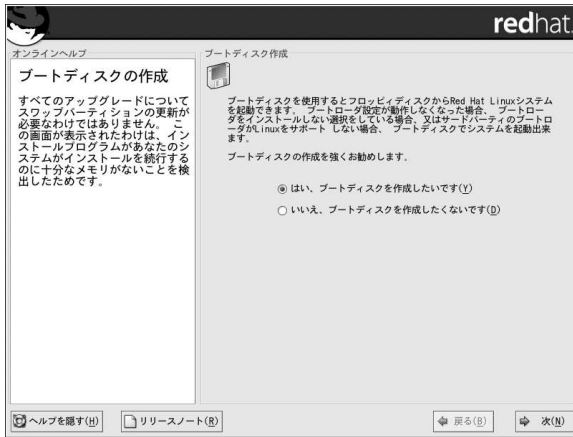 redhat.
オンラインヘルプ
ブートディスクの作成
すべてのアップグレードについて
スワップパーティションの更新が
必要なわけではありません。 こ
の画面が表示されたわけは、イン
ストールプログラムがあなたのシ
ステムがインストールを続行する
のに十分なメモリがないことを検
出したためです。
ブートディスク作成
ブートディスクを使用するとフロッピィディスクからRed Hat Linuxシステム
を起動できます。 ブートローダ設定が動作しなくなった場合、 ブートロー
ダをインストールしない選択をしている場合、又はサードパーティのブートロ
ーダがLinuxをサポート しない場合、 ブートディスクでシステムを起動出来
ます。
ブートディスクの作成を強くお勧めします。
はい、ブートディスクを作成したいです(Y)
いいえ、ブートディスクを作成したくないです(D)
ヘルプを隠す(H)
リリースノート(R)
戻る(B)
次(N)